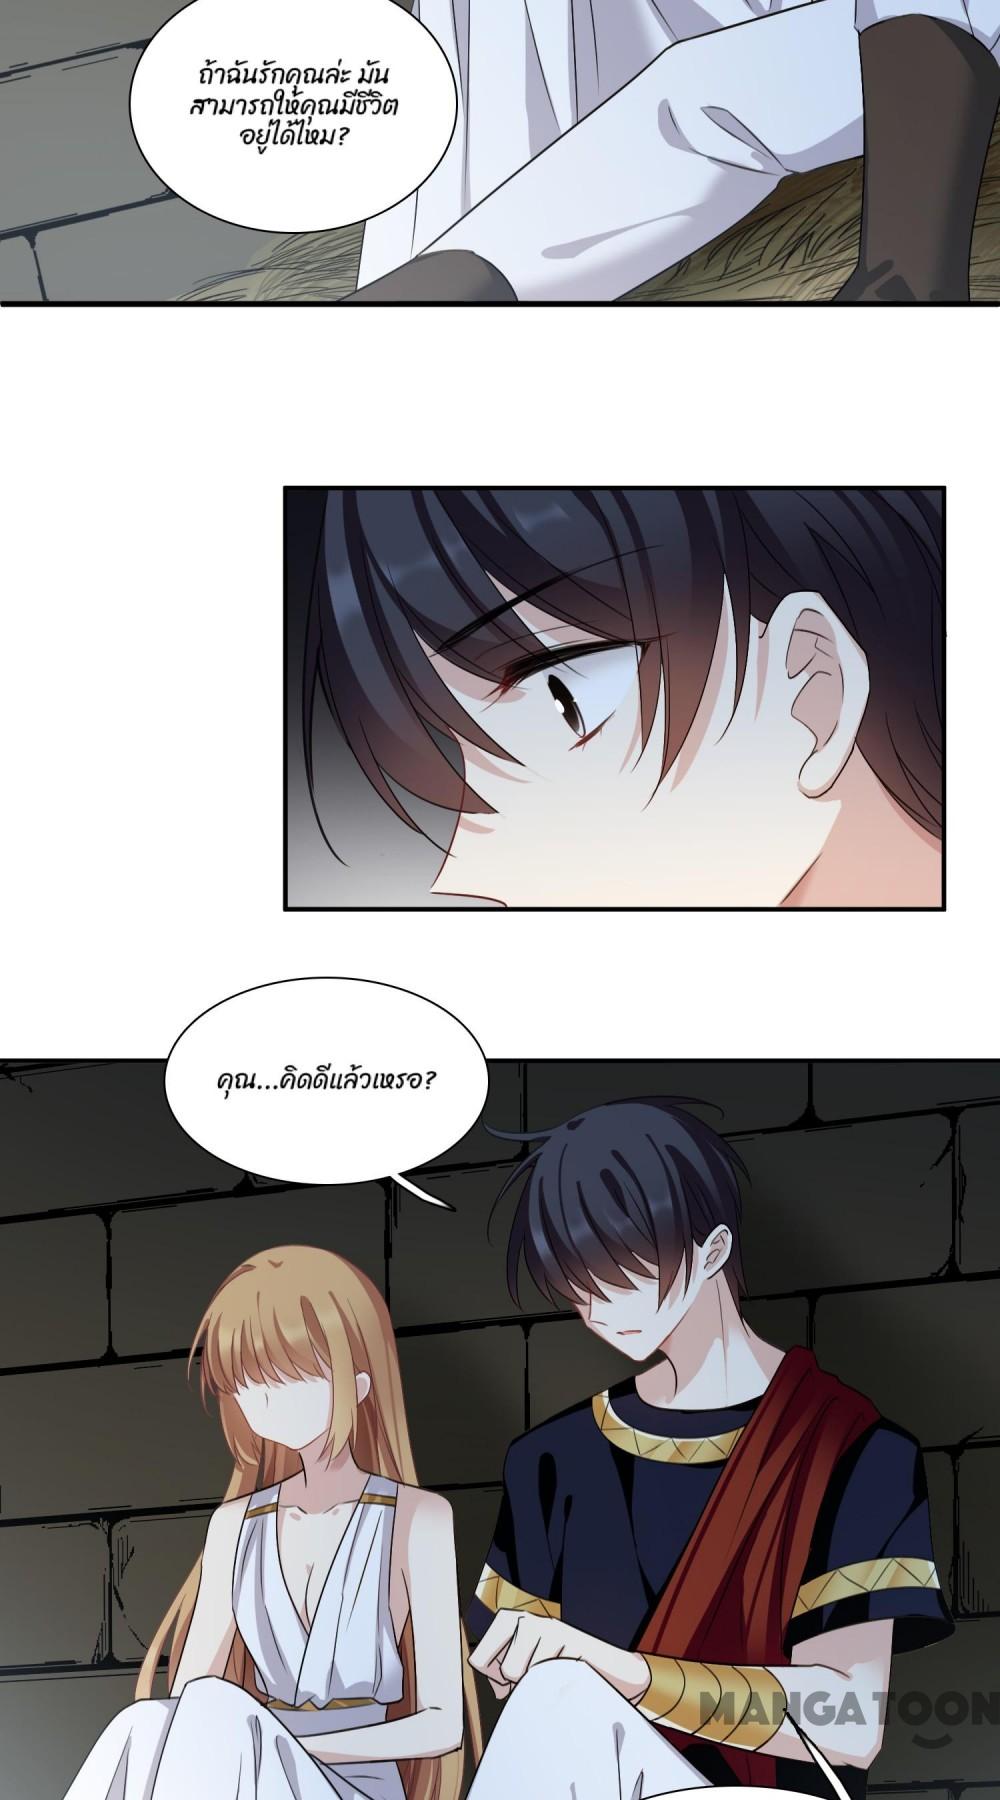 ถ้าฉันรักคุณล่ะ มัน
สามารถให้คุณมีชีวิต
อยู่ได้ไหม?
คุณ...คิดดีแล้วเหรอ?
MANGATOON